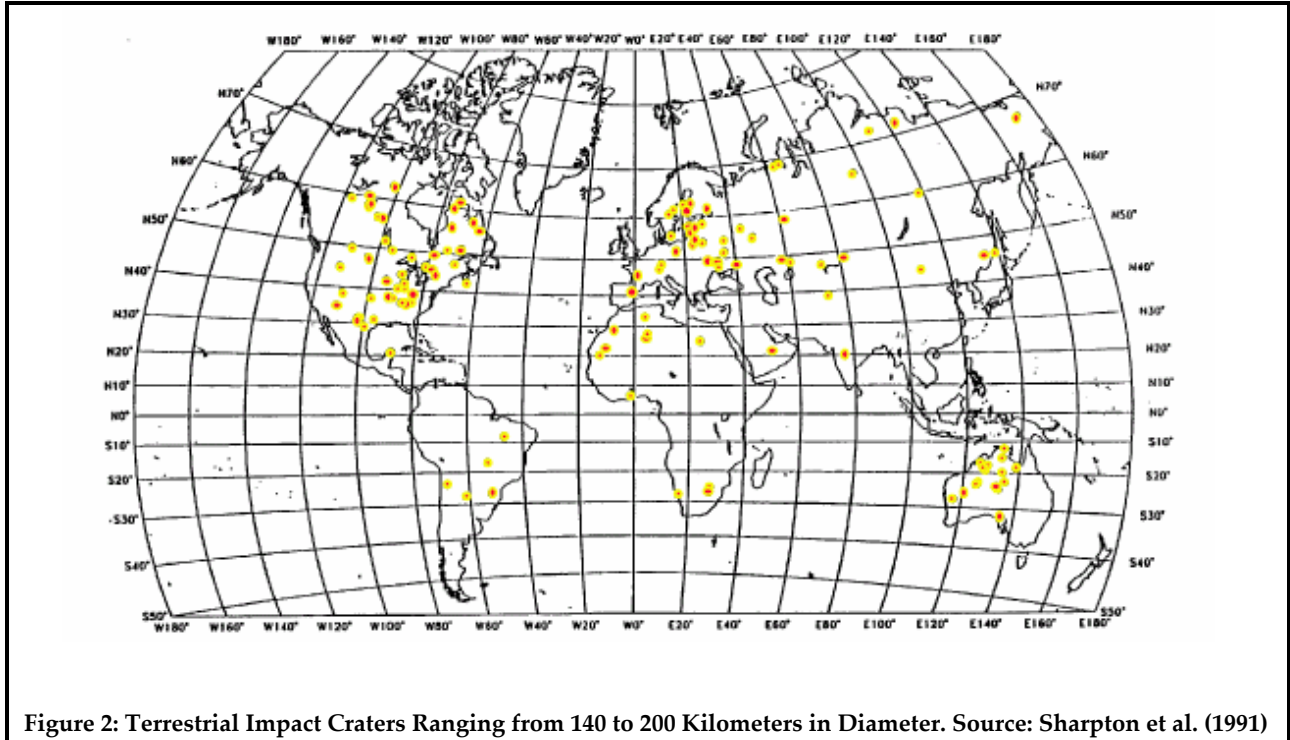 W180° W160° W140° W120° W100° W80° W60° W40° W20° W0° E20° E40° E60° E80° E100° E120° E140° E160° E180°
N70° N70°
N60° N60°
N50° N50°
N40° N40°
N30° N30°
N20° N20°
N10° N10°
N0° N0°
S10° S10°
S20° S20°
-S30° S30°
S40° S40°
S50° S50°
W180° W160° W140° W120° W100° W80° W60° W40° W20° W0° E20° E40° E60° E80° E100° E120° E140° E160° E180°
Figure 2: Terrestrial Impact Craters Ranging from 140 to 200 Kilometers in Diameter. Source: Sharpton et al. (1991)